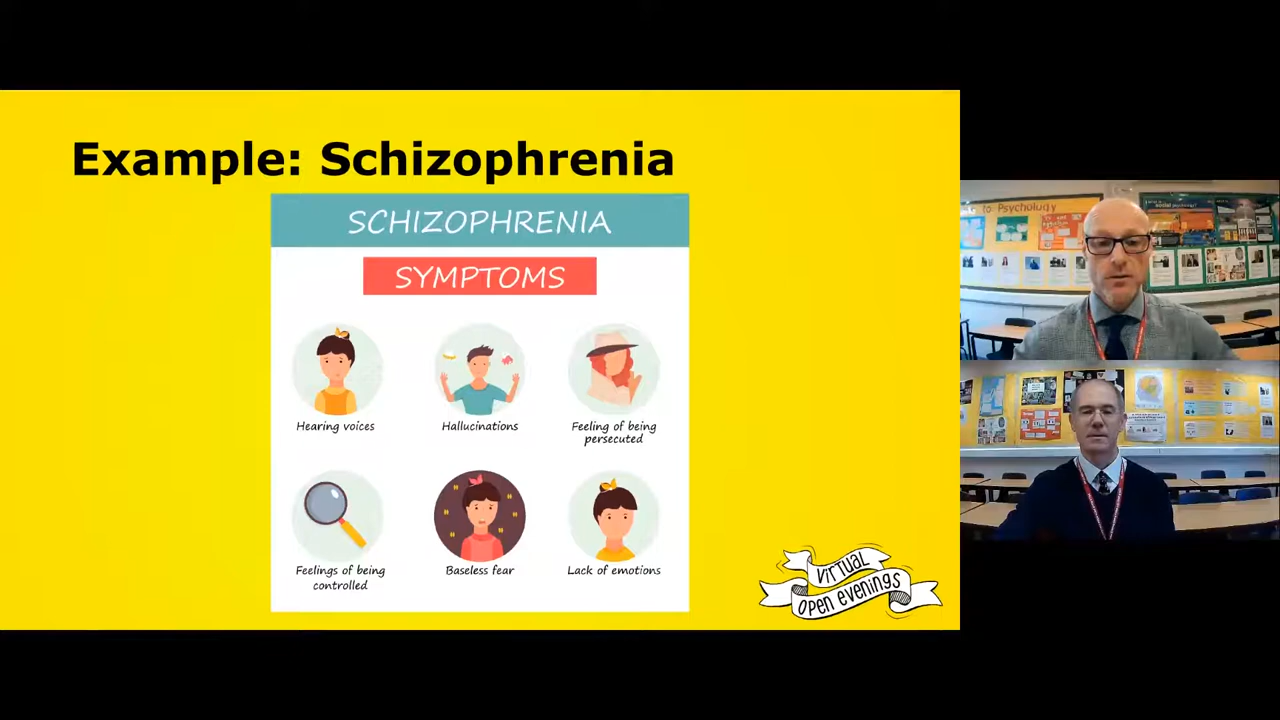 Example: Schizophrenia
SCHIZOPHRENIA
SYMPTOMS
Hearing voices
Hallucinations
Feeling of being
persecuted
Feelings of being
controlled
Baseless fear
Lack of emotions
VIRTUAL
OPEN EVENINGS
to Psychology